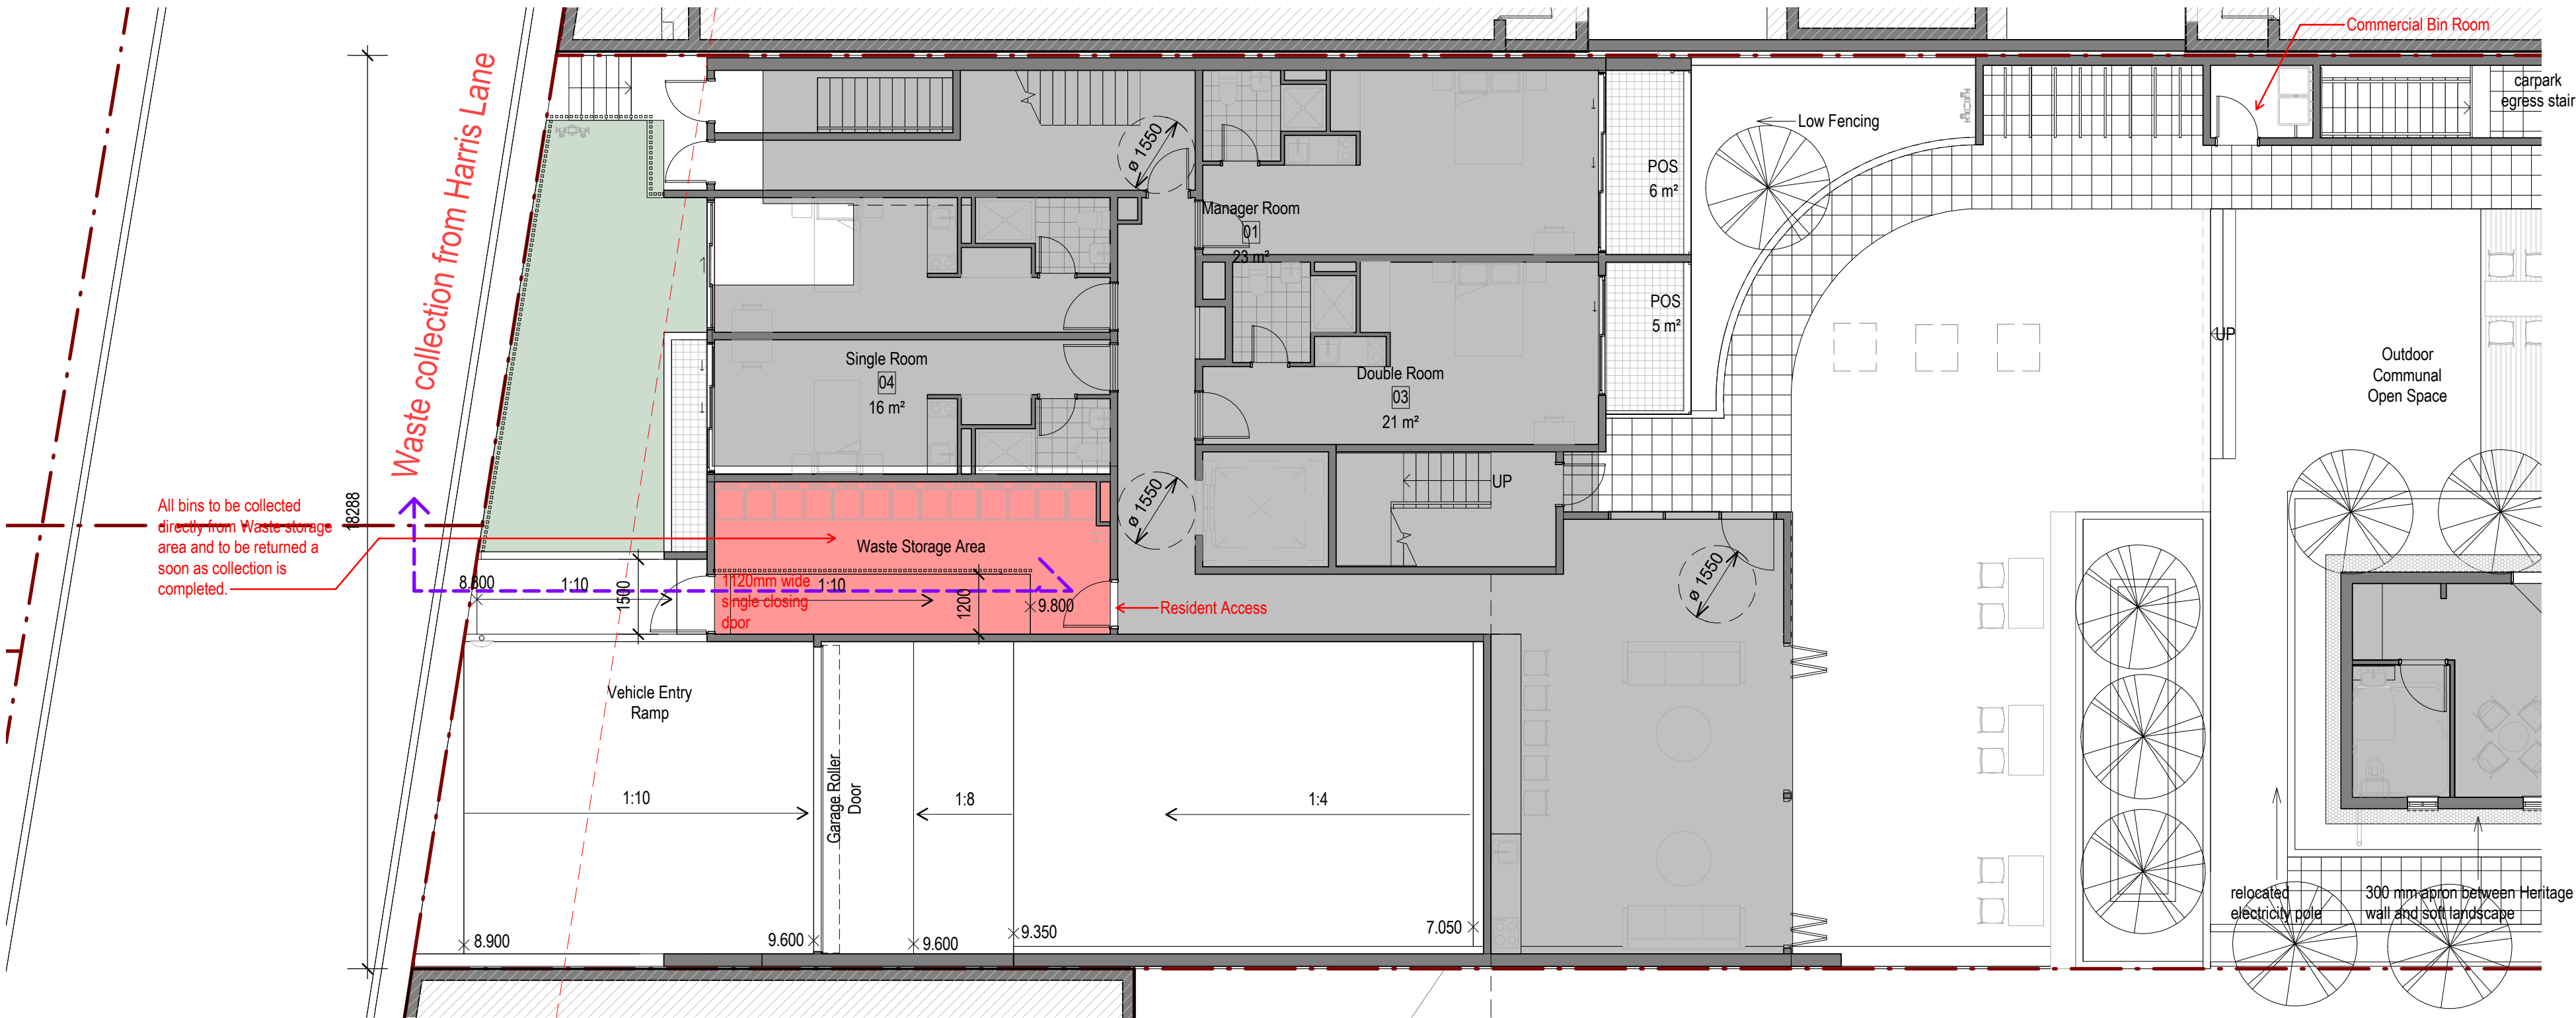 Commercial Bin Room
carpark
egress stair
Low Fencing
Waste collection from Harris Lane
ø 1550
POS
6 m²
Manager Room
01
23 m²
POS
5 m²
UP
Outdoor
Communal
Open Space
Single Room
04
16 m²
Double Room
03
21 m²
UP
ø 1550
18288
All bins to be collected
directly from Waste storage
area and to be returned a
soon as collection is
completed.
Waste Storage Area
8.800
1:10
1500
1120mm wide
single closing
door
1:10
1200
9.800
Resident Access
ø 1550
Vehicle Entry
Ramp
Garage Roller
Door
1:10
1:8
1:4
8.900
9.600
9.600
9.350
7.050
relocated
electricity pole
300 mm apron between Heritage
wall and soft landscape